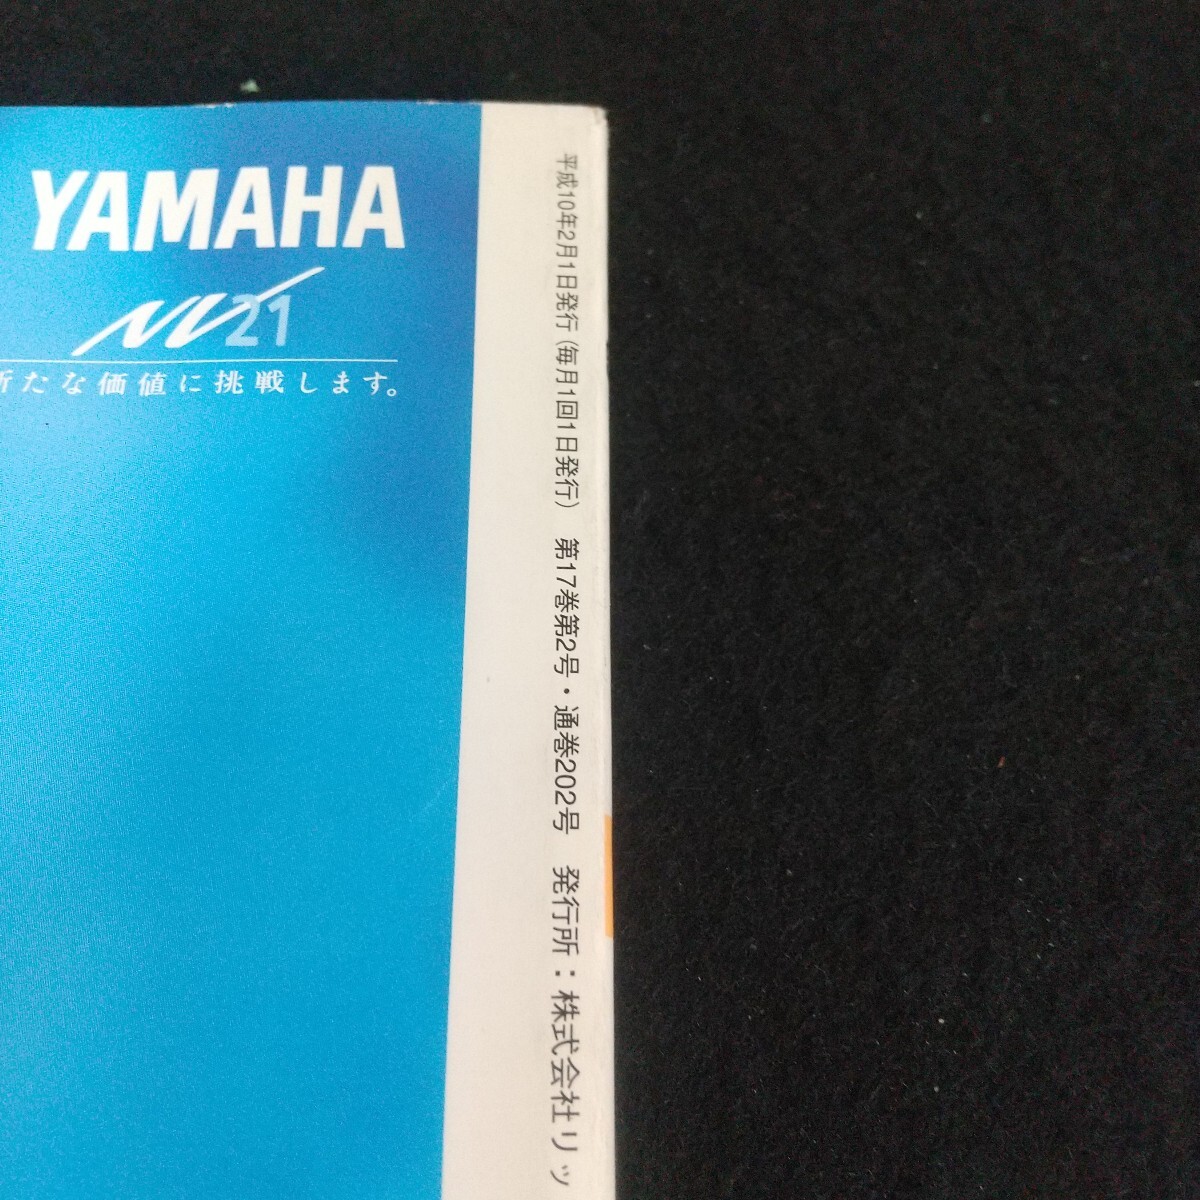 YAMAHA
NV21
新たな価値に挑戦します。
平成10年2月1日発行(毎月1回1日発行) 第17巻第2号・通巻202号 発行所：株式会社リッ